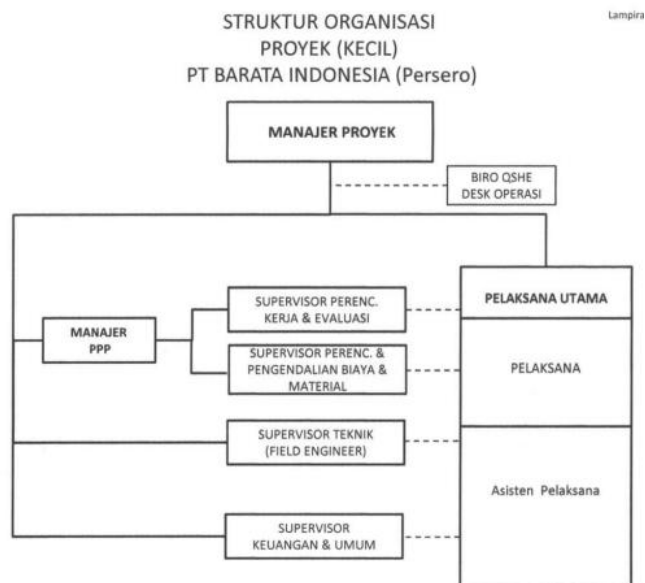 Lampira
STRUKTUR ORGANISASI
PROYEK (KECIL)
PT BARATA INDONESIA (Persero)
MANAJER PROYEK
BIRO QSHE
DESK OPERASI
SUPERVISOR PERENC.
KERJA & EVALUASI
PELAKSANA UTAMA
MANAJER
PPP
SUPERVISOR PERENC. &
PENGENDALIAN BIAYA &
MATERIAL
PELAKSANA
SUPERVISOR TEKNIK
(FIELD ENGINEER)
Asisten Pelaksana
SUPERVISOR
KEUANGAN & UMUM